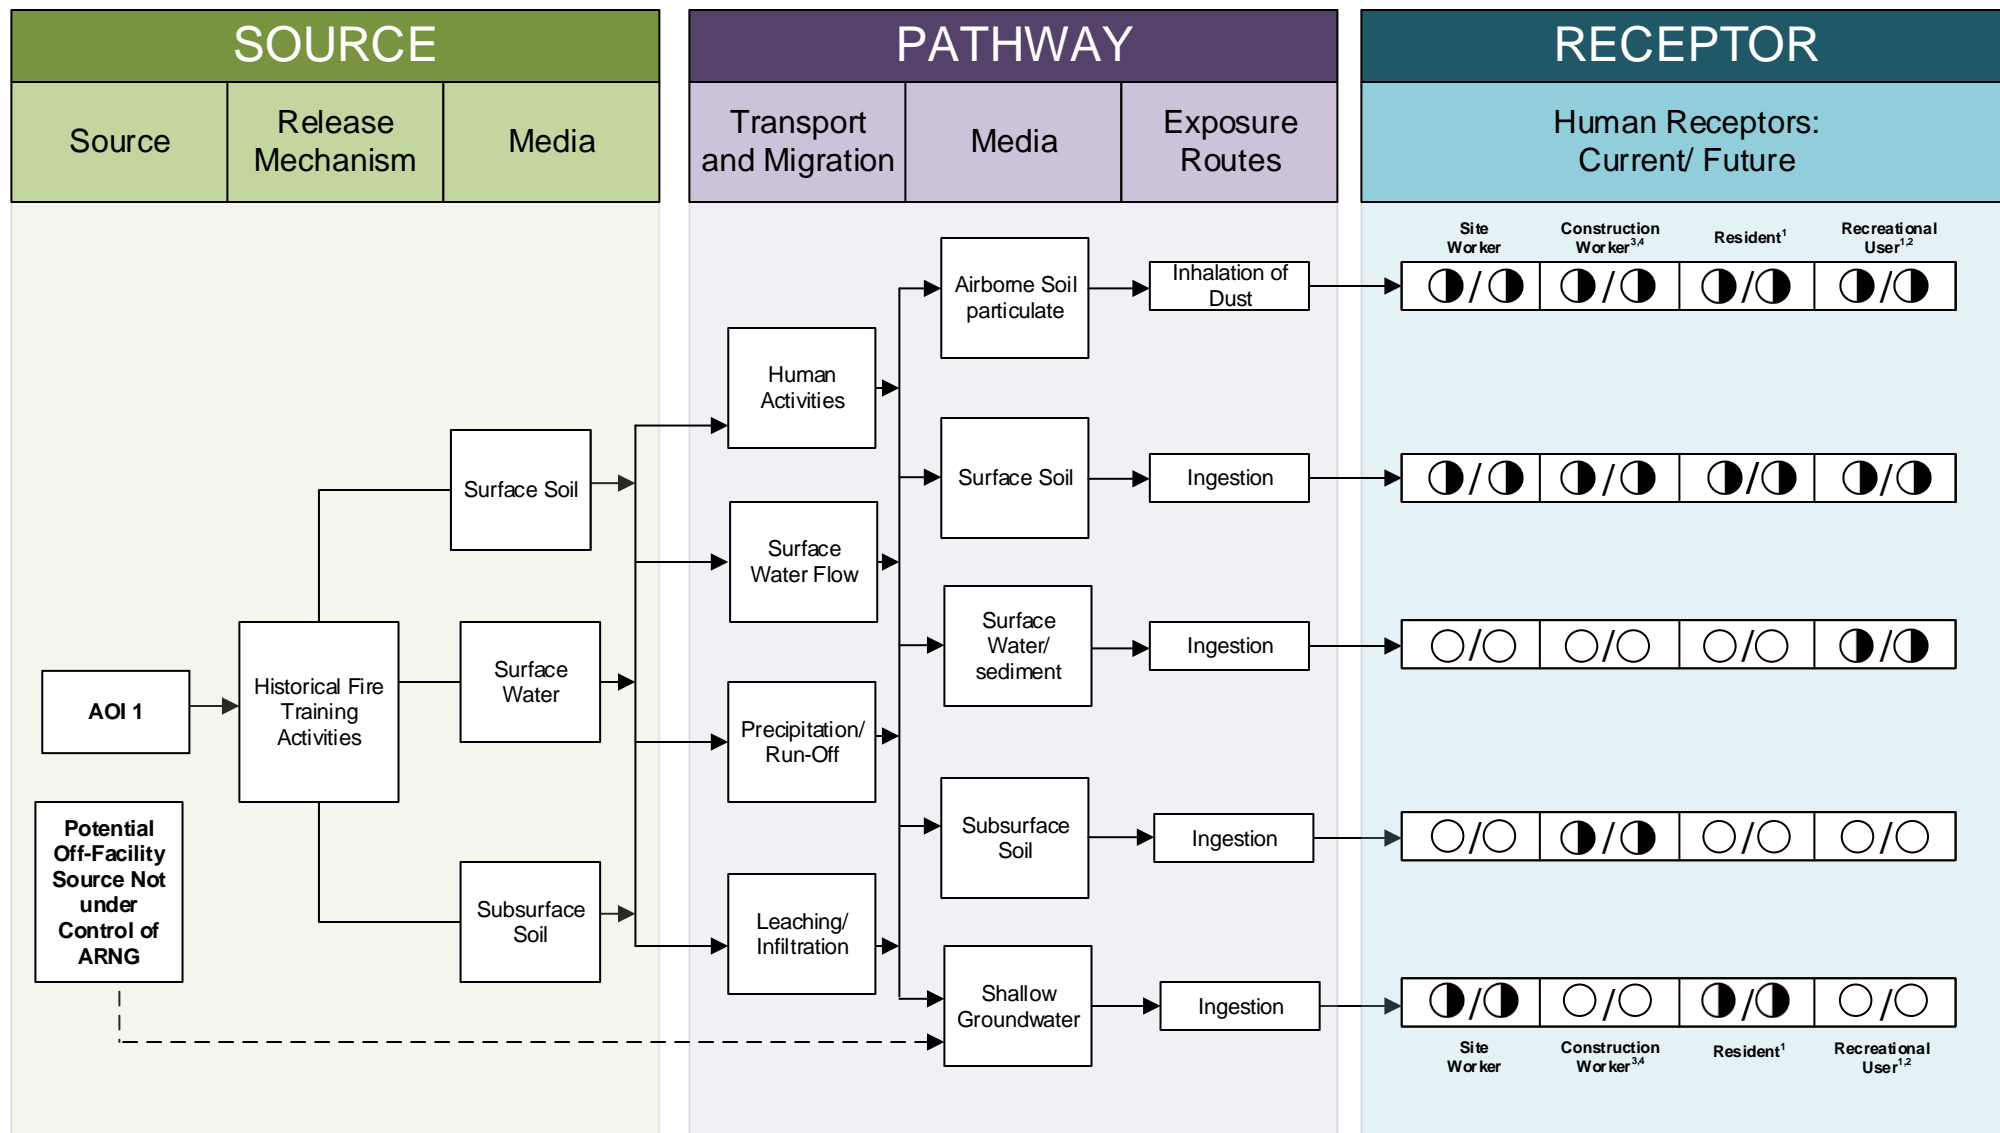 SOURCE
PATHWAY
RECEPTOR
Source
Release
Mechanism
Media
Transport
and Migration
Media
Exposure
Routes
Human Receptors:
Current/ Future
Site
Worker
Construction
Worker3,4
Resident1
Recreational
User1,2
Airborne Soil
particulate
Inhalation of
Dust
Human
Activities
Surface Soil
Surface Soil
Ingestion
Surface
Water Flow
Surface
Water/
sediment
Ingestion
AOI 1
Historical Fire
Training
Activities
Surface
Water
Precipitation/
Run-Off
Potential
Off-Facility
Source Not
under
Control of
ARNG
Subsurface
Soil
Ingestion
Subsurface
Soil
Leaching/
Infiltration
Shallow
Groundwater
Ingestion
Site
Worker
Construction
Worker3,4
Resident1
Recreational
User1,2